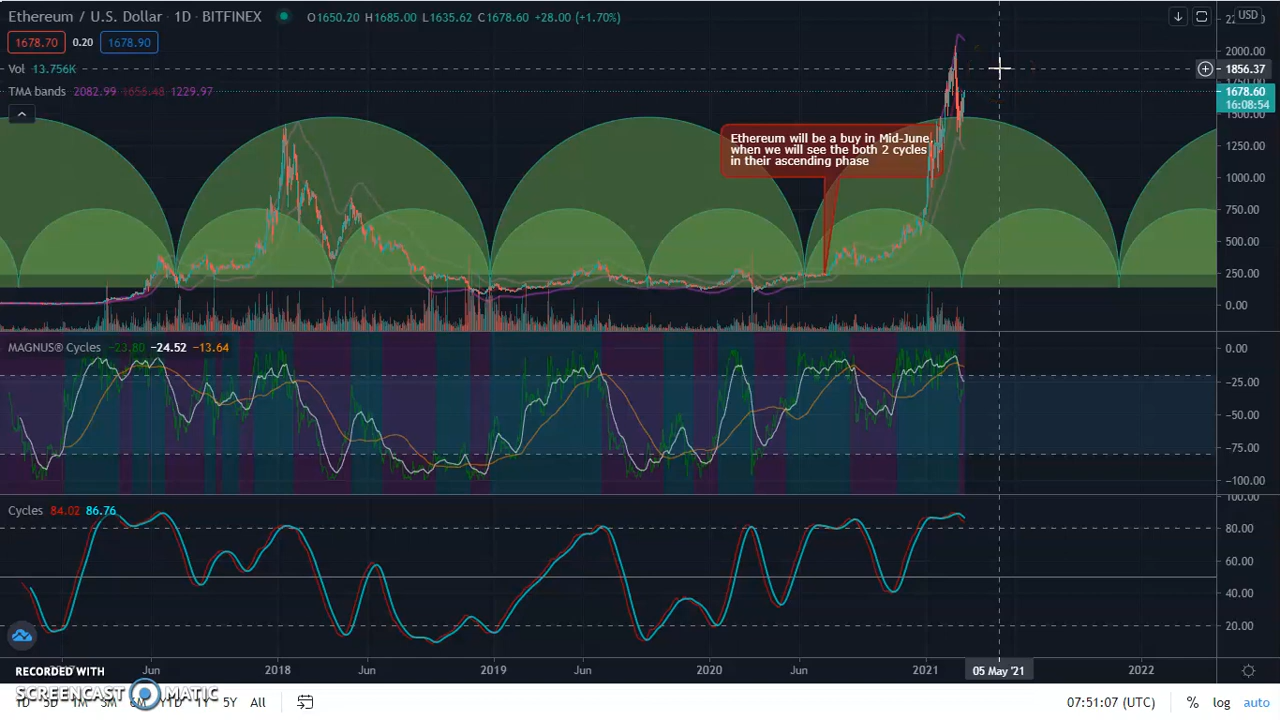 Ethereum / U.S. Dollar · 1D · BITFINEX O1650.20 H1685.00 L1635.62 C1678.60 +28.00 (+1.70%) USD
1678.70 0.20 1678.90
2000.00
Vol 13.756K
1856.37
TMA bands 2082.99 1656.48 1229.97
1678.60
16:08:54
1500.00
Ethereum will be a buy in Mid-June,
when we will see the both 2 cycles
in their ascending phase
1250.00
1000.00
750.00
500.00
250.00
0.00
MAGNUS® Cycles -23.80 -24.52 -13.64
0.00
-25.00
-50.00
-75.00
-100.00
100.00
Cycles 84.02 86.76
80.00
60.00
40.00
20.00
Jun 2018 Jun 2019 Jun 2020 Jun 2021 05 May '21 2022
RECORDED WITH
SCREENCAST MATIC
1D 5D 1M 3M 6M YTD 1Y 5Y All 07:51:07 (UTC) % log auto